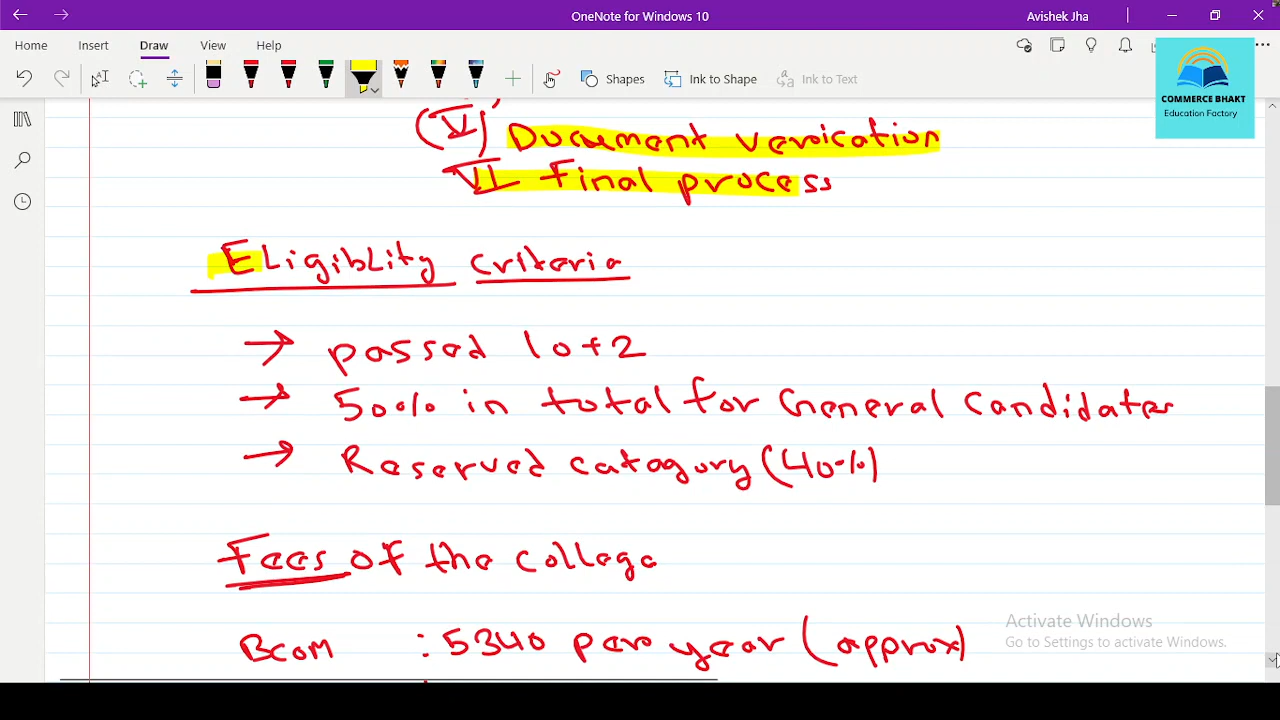 OneNote for Windows 10
Avishek Jha
Home Insert Draw View Help
Shapes Ink to Shape Ink to Text
COMMERCE BHAKT
Education Factory
(V) Document verication
VI Final process
ELigiblity criteria
→ passed 10+2
→ 50% in total for General candidates
→ Reserved catagory (40%)
Fees of the college
Bcom : 5340 per year (approx)
Activate Windows
Go to Settings to activate Windows.